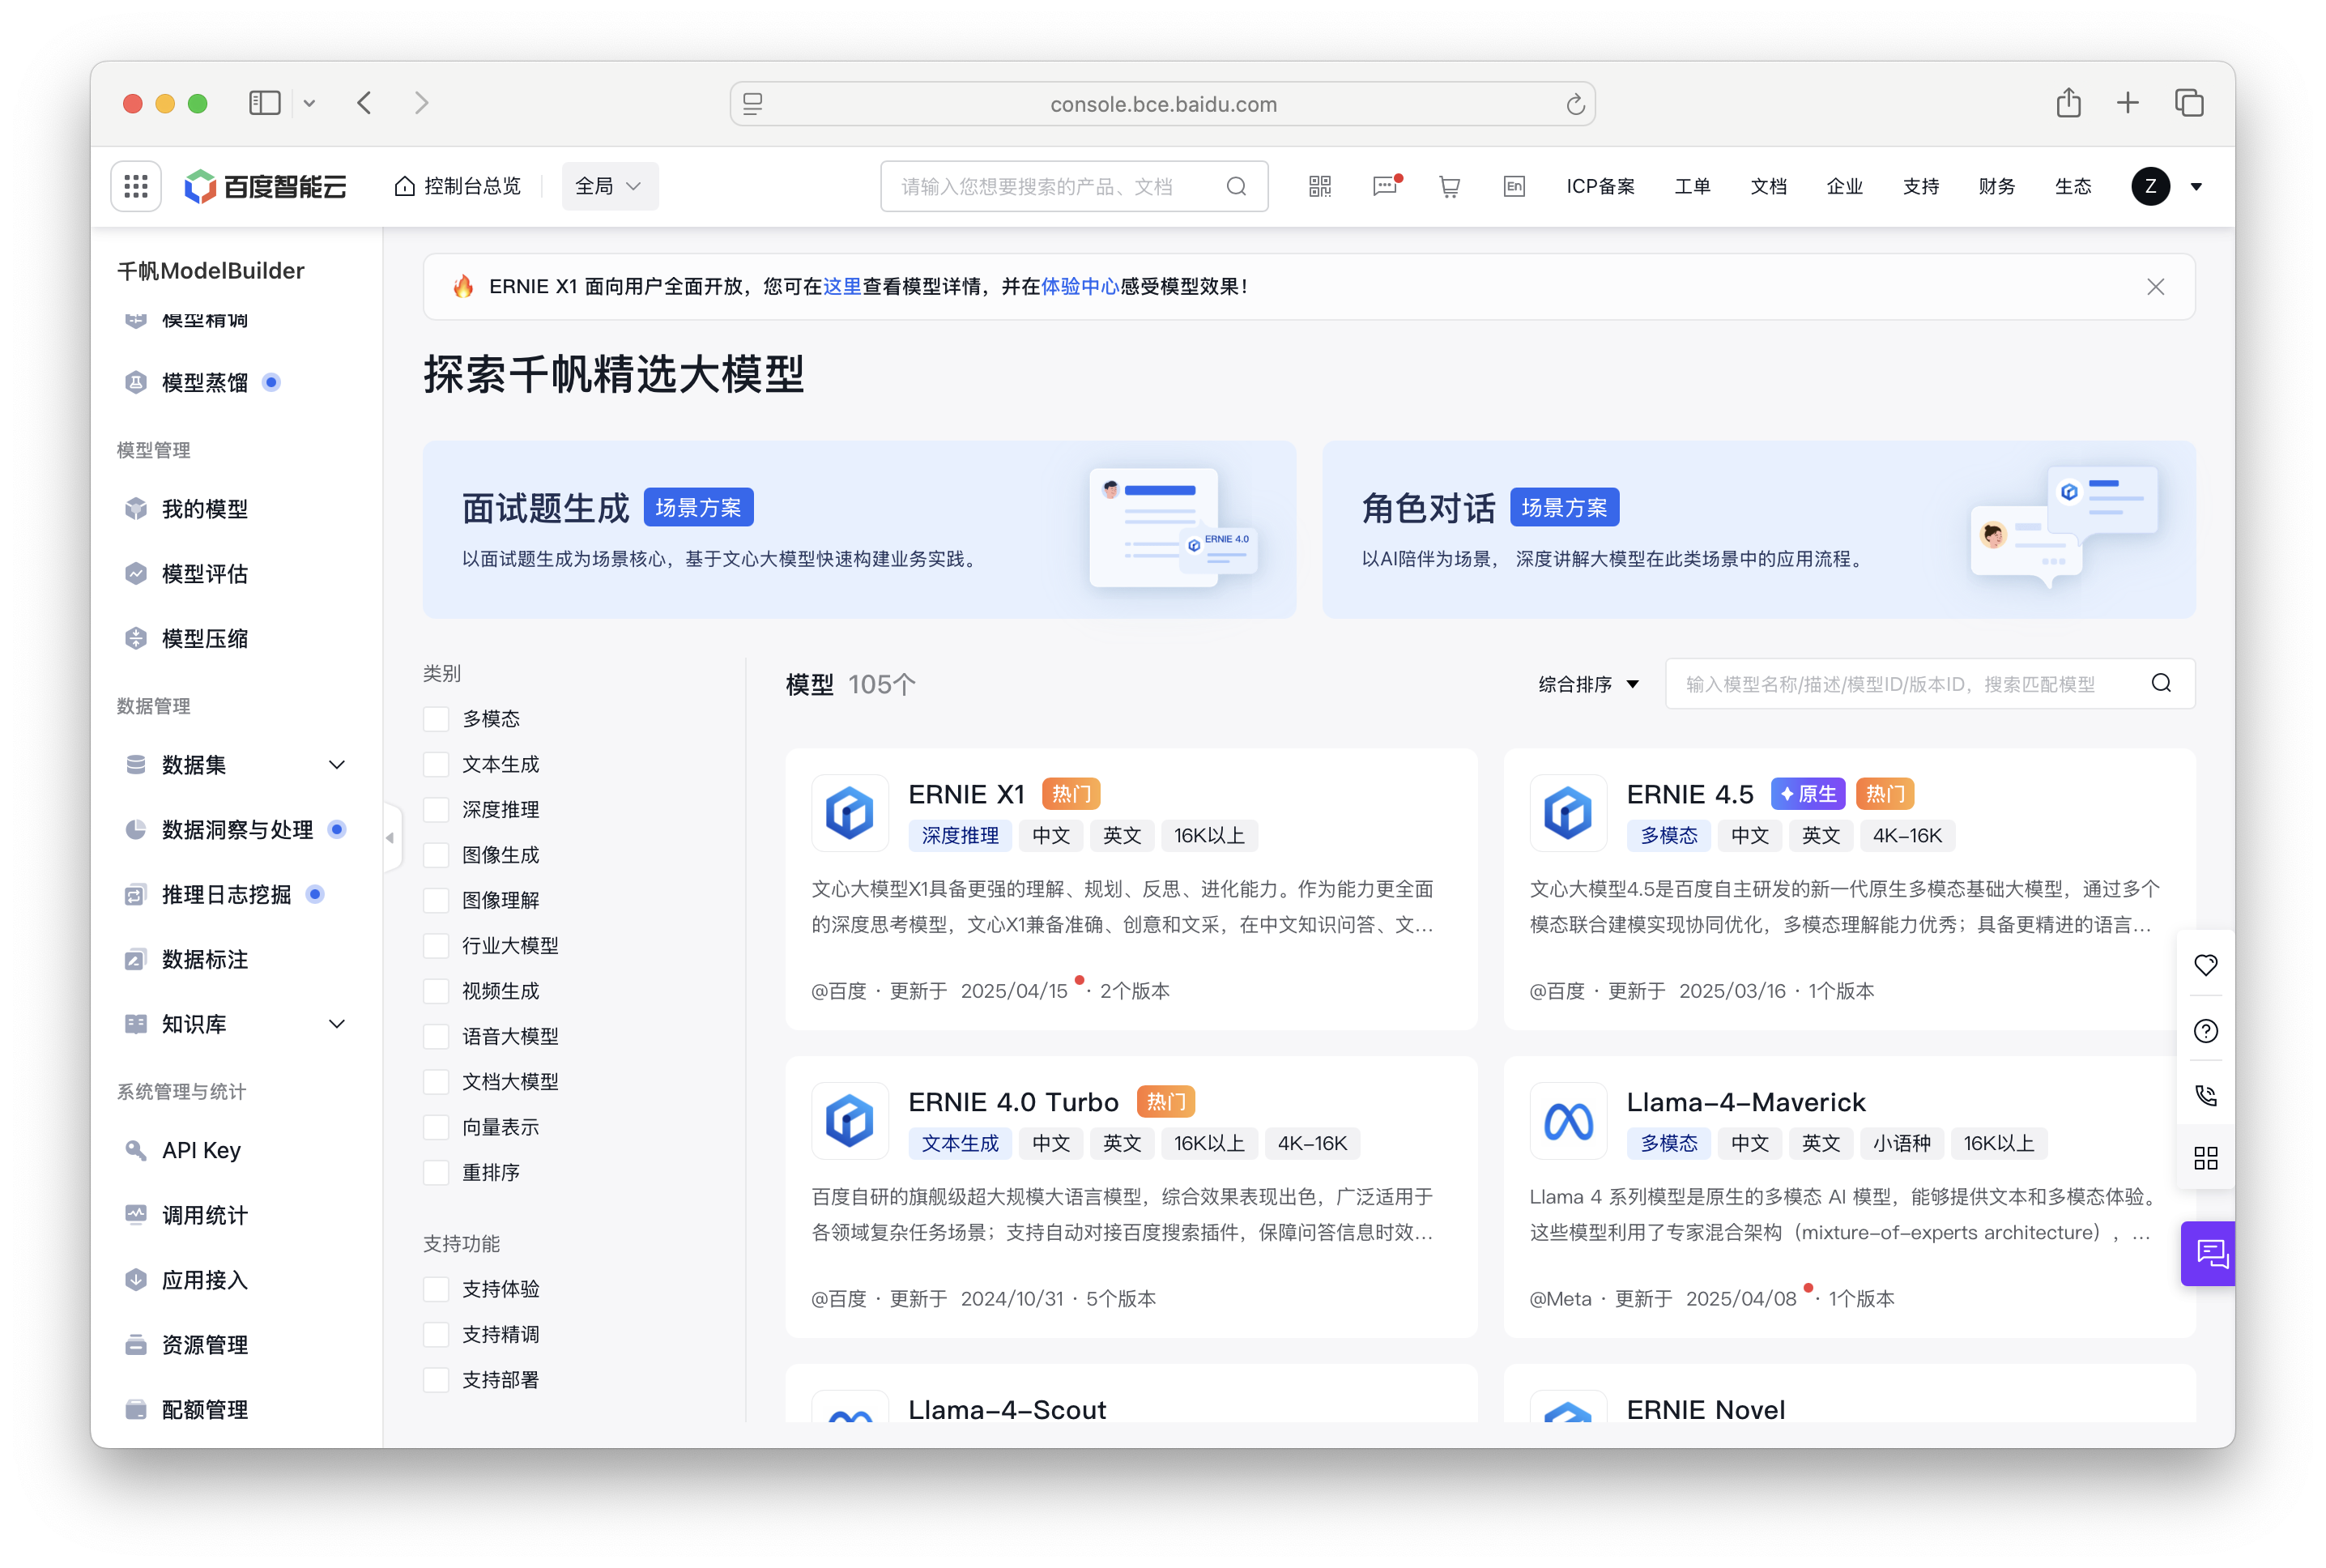 console.bce.baidu.com
百度智能云
控制台总览
全局
请输入您想要搜索的产品、文档
En
ICP备案
工单
文档
企业
支持
财务
生态
Z
千帆ModelBuilder
模型精调
模型蒸馏
模型管理
我的模型
模型评估
模型压缩
数据管理
数据集
数据洞察与处理
推理日志挖掘
数据标注
知识库
系统管理与统计
API Key
调用统计
应用接入
资源管理
配额管理
ERNIE X1 面向用户全面开放，您可在这里查看模型详情，并在体验中心感受模型效果！
探索千帆精选大模型
面试题生成 场景方案
以面试题生成为场景核心，基于文心大模型快速构建业务实践。
ERNIE 4.0
角色对话 场景方案
以AI陪伴为场景， 深度讲解大模型在此类场景中的应用流程。
类别
多模态
文本生成
深度推理
图像生成
图像理解
行业大模型
视频生成
语音大模型
文档大模型
向量表示
重排序
支持功能
支持体验
支持精调
支持部署
模型 105个
综合排序
输入模型名称/描述/模型ID/版本ID，搜索匹配模型
ERNIE X1 热门
深度推理 中文 英文 16K以上
文心大模型X1具备更强的理解、规划、反思、进化能力。作为能力更全面
的深度思考模型，文心X1兼备准确、创意和文采，在中文知识问答、文...
@百度 · 更新于 2025/04/15 · 2个版本
ERNIE 4.5 原生 热门
多模态 中文 英文 4K-16K
文心大模型4.5是百度自主研发的新一代原生多模态基础大模型，通过多个
模态联合建模实现协同优化，多模态理解能力优秀；具备更精进的语言...
@百度 · 更新于 2025/03/16 · 1个版本
ERNIE 4.0 Turbo 热门
文本生成 中文 英文 16K以上 4K-16K
百度自研的旗舰级超大规模大语言模型，综合效果表现出色，广泛适用于
各领域复杂任务场景；支持自动对接百度搜索插件，保障问答信息时效...
@百度 · 更新于 2024/10/31 · 5个版本
Llama-4-Maverick
多模态 中文 英文 小语种 16K以上
Llama 4 系列模型是原生的多模态 AI 模型，能够提供文本和多模态体验。
这些模型利用了专家混合架构（mixture-of-experts architecture），...
@Meta · 更新于 2025/04/08 · 1个版本
Llama-4-Scout
ERNIE Novel